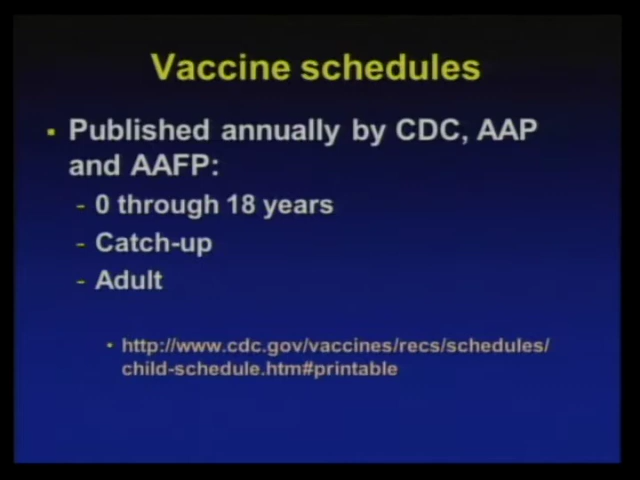 Vaccine schedules
▪ Published annually by CDC, AAP
and AAFP:
- 0 through 18 years
- Catch-up
- Adult
• http://www.cdc.gov/vaccines/recs/schedules/
child-schedule.htm#printable